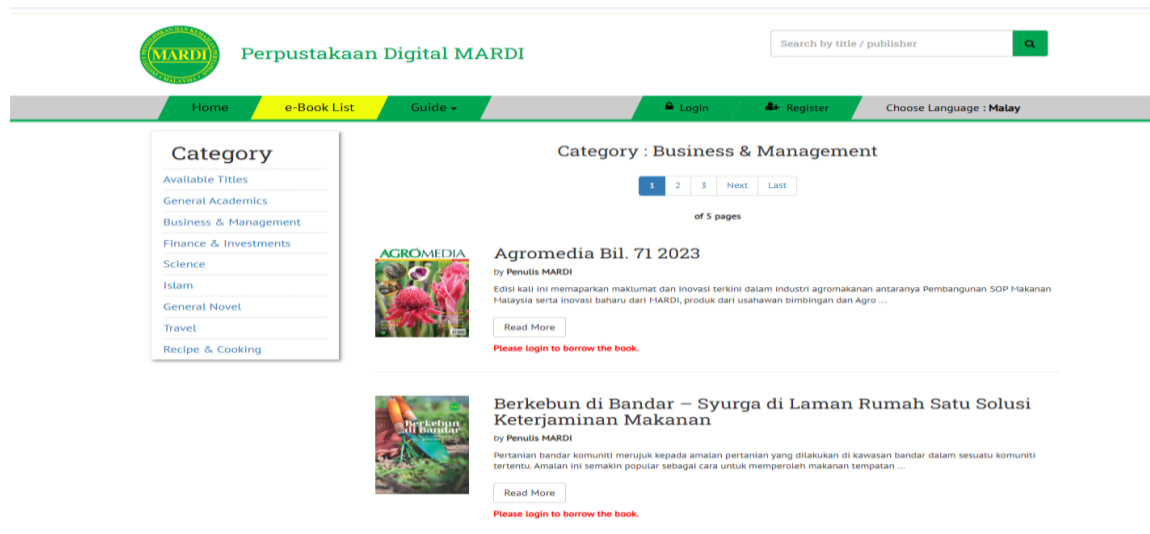 MARDI
Perpustakaan Digital MARDI
Search by title / publisher
Home
e-Book List
Guide
Login
Register
Choose Language : Malay
Category
Available Titles
General Academics
Business & Management
Finance & Investments
Science
Islam
General Novel
Travel
Recipe & Cooking
Category : Business & Management
1 2 3 Next Last
of 5 pages
AGROMEDIA
Agromedia Bil. 71 2023
by Penulis MARDI
Edisi kali ini memaparkan maklumat dan inovasi terkini dalam industri agromakanan antaranya Pembangunan SOP Makanan
Malaysia serta inovasi baharu dari MARDI, produk dari usahawan bimbingan dan Agro ...
Read More
Please login to borrow the book.
Berkebun
di Bandar
Berkebun di Bandar – Syurga di Laman Rumah Satu Solusi
Keterjaminan Makanan
by Penulis MARDI
Pertanian bandar komuniti merujuk kepada amalan pertanian yang dilakukan di kawasan bandar dalam sesuatu komuniti
tertentu. Amalan ini semakin popular sebagai cara untuk memperoleh makanan tempatan ...
Read More
Please login to borrow the book.